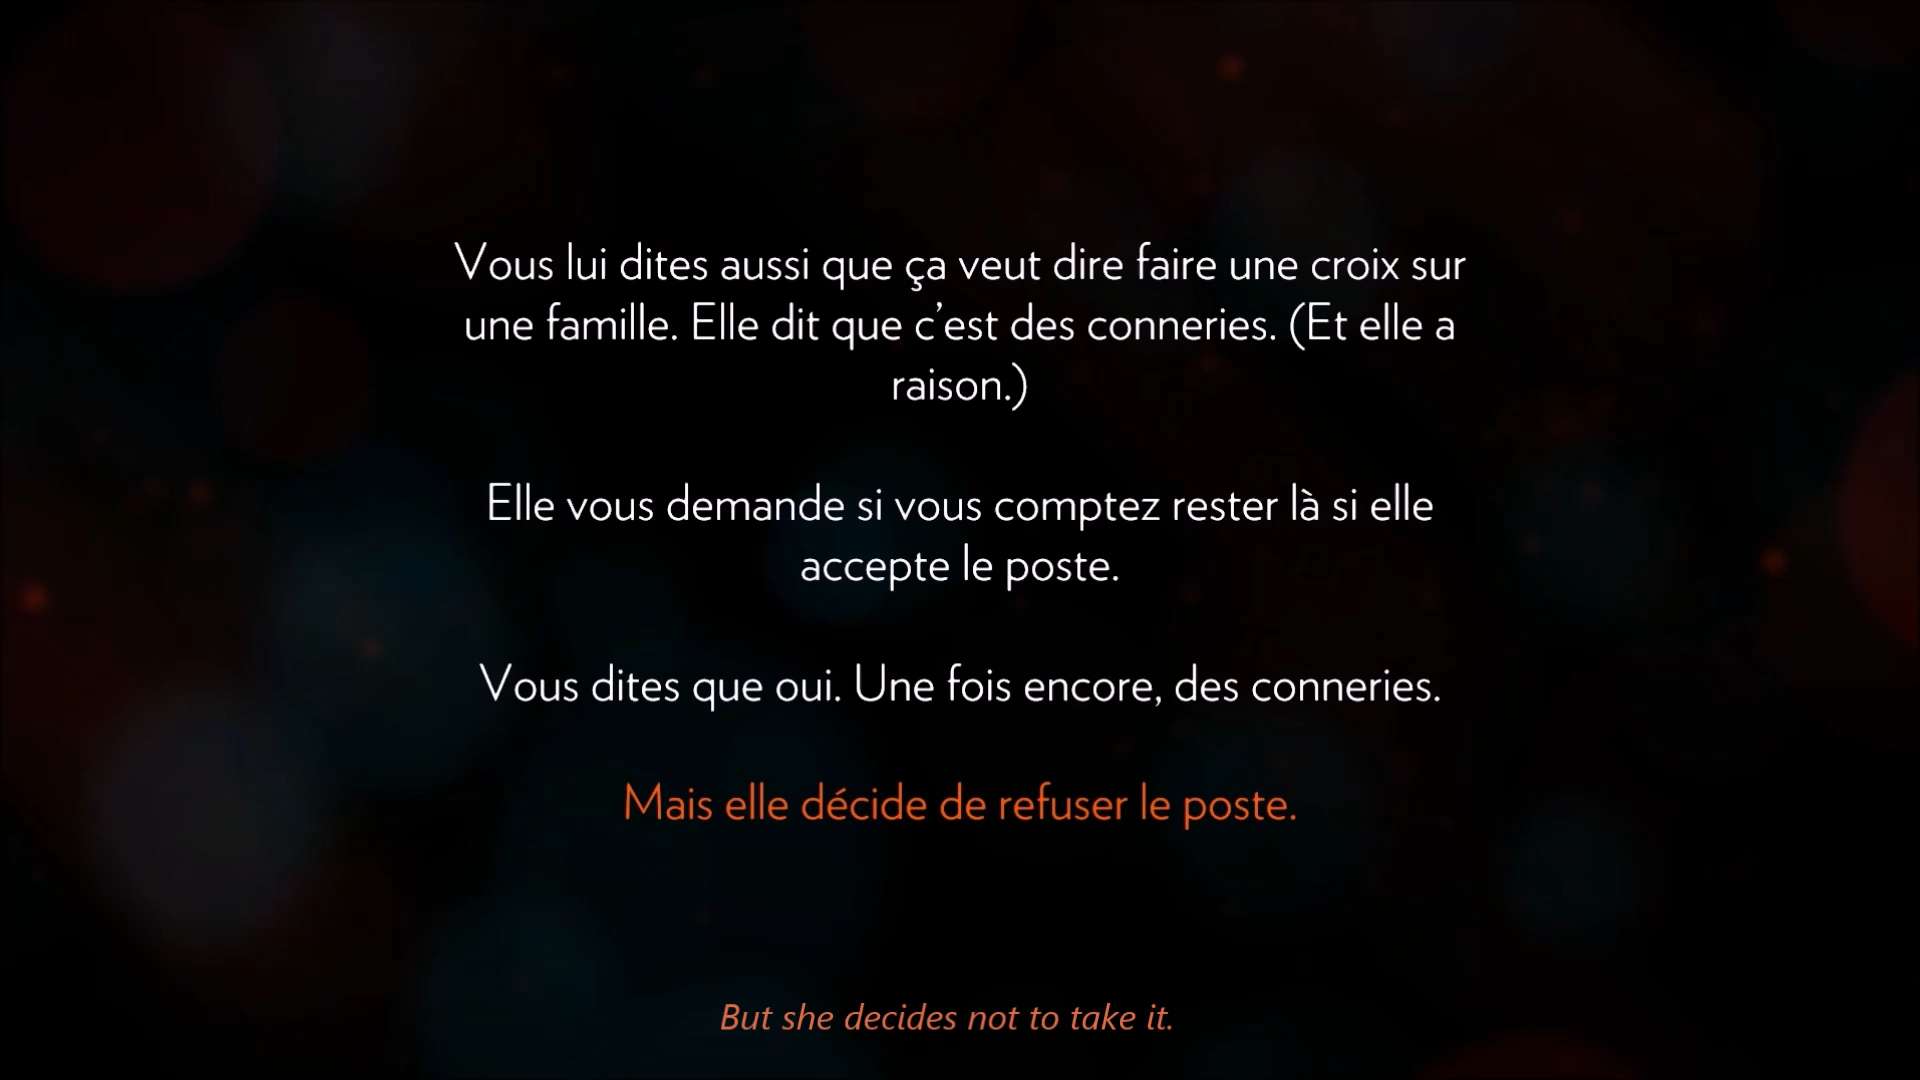 Vous lui dites aussi que ça veut dire faire une croix sur
une famille. Elle dit que c’est des conneries. (Et elle a
raison.)
Elle vous demande si vous comptez rester là si elle
accepte le poste.
Vous dites que oui. Une fois encore, des conneries.
Mais elle décide de refuser le poste.
But she decides not to take it.